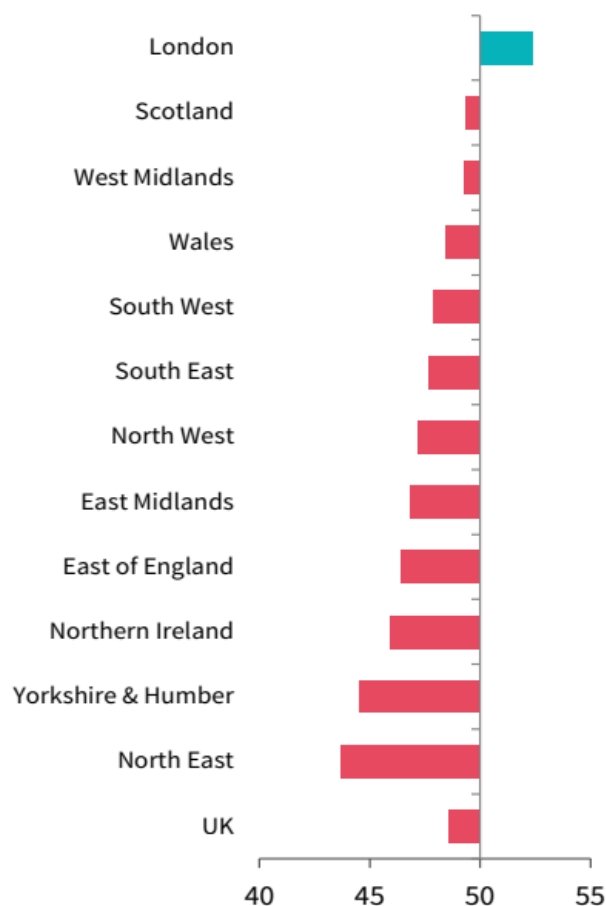 London
Scotland
West Midlands
Wales
South West
South East
North West
East Midlands
East of England
Northern Ireland
Yorkshire & Humber
North East
UK
40 45 50 55